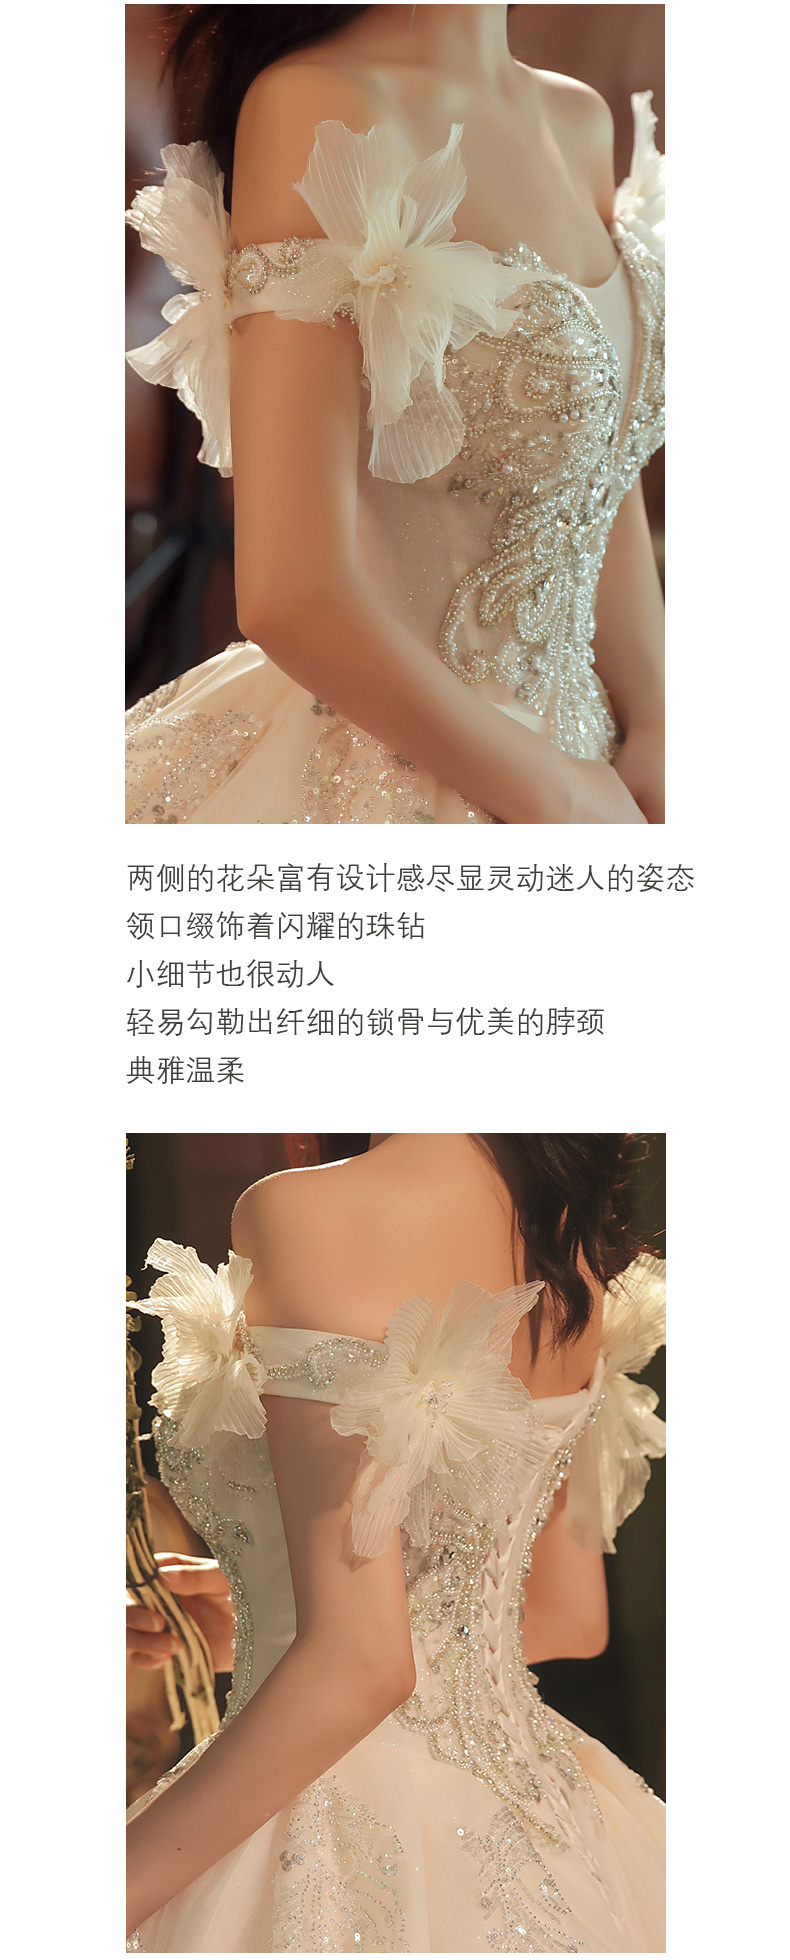 两侧的花朵富有设计感尽显灵动迷人的姿态
领口缀饰着闪耀的珠钻
小细节也很动人
轻易勾勒出纤细的锁骨与优美的脖颈
典雅温柔